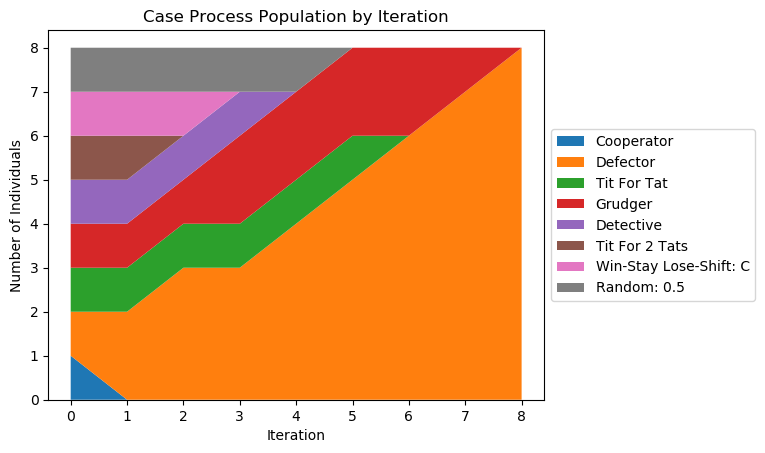 Case Process Population by Iteration
Number of Individuals
8
7
6
5
4
3
2
1
0
0 1 2 3 4 5 6 7 8
Iteration
Cooperator
Defector
Tit For Tat
Grudger
Detective
Tit For 2 Tats
Win-Stay Lose-Shift: C
Random: 0.5